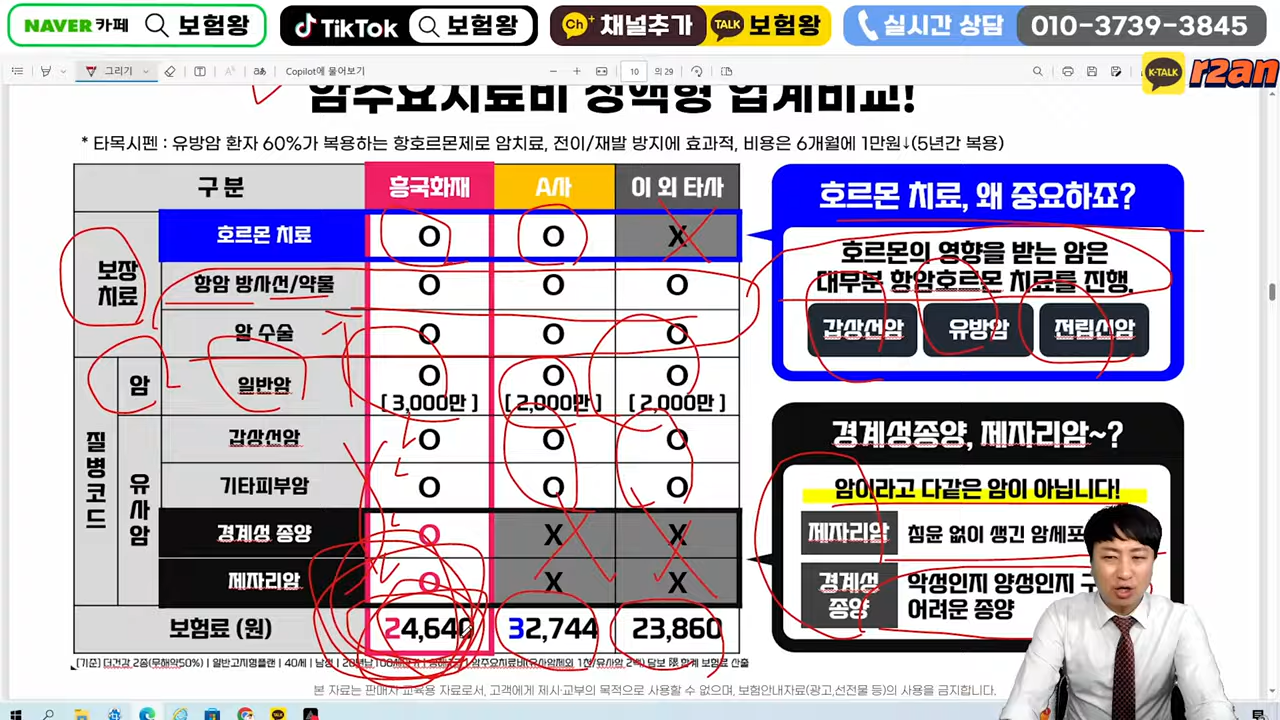 NAVER 카페 보험왕 TikTok 보험왕 Ch+ 채널추가 TALK 보험왕 실시간 상담 010-3739-3845
그리기 Copilot에 물어보기 10 의 29
K-TALK r2an
암주요치료비 정액형 업계비교!
* 타목시펜 : 유방암 환자 60%가 복용하는 항호르몬제로 암치료, 전이/재발 방지에 효과적, 비용은 6개월에 1만원↓(5년간 복용)
구 분 흥국화재 A사 이 외 타사
보장 치료
호르몬 치료 O O X
항암 방사선/약물 O O O
암 수술 O O O
질병코드
암 일반암 O O O
[ 3,000만 ] [ 2,000만 ] [ 2,000만 ]
유사암
갑상선암 O O O
기타피부암 O O O
경계성 종양 O X X
제자리암 O X X
보험료 (원) 24,640 32,744 23,860
호르몬 치료, 왜 중요하죠?
호르몬의 영향을 받는 암은
대부분 항암호르몬 치료를 진행.
갑상선암 유방암 전립선암
경계성종양, 제자리암~?
암이라고 다같은 암이 아닙니다!
제자리암 침윤 없이 생긴 암세포
경계성 종양 악성인지 양성인지
어려운 종양
본 자료는 판매자 교육용 자료로서, 고객에게 제시·교부의 목적으로 사용할 수 없으며, 보험안내자료(광고,선전물 등)의 사용을 금지합니다.